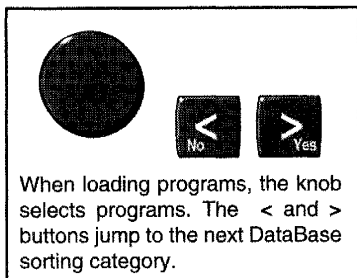 < >
No Yes
When loading programs, the knob
selects programs. The < and >
buttons jump to the next DataBase
sorting category.